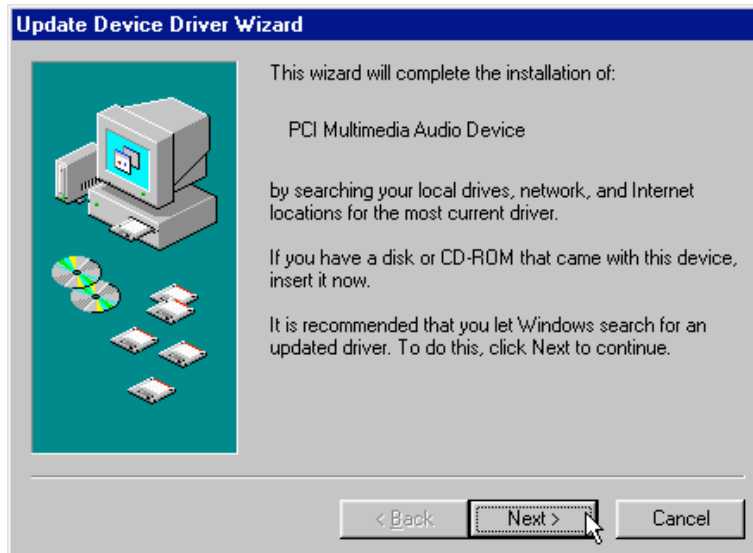 Update Device Driver Wizard
This wizard will complete the installation of:
PCI Multimedia Audio Device
by searching your local drives, network, and Internet
locations for the most current driver.
If you have a disk or CD-ROM that came with this device,
insert it now.
It is recommended that you let Windows search for an
updated driver. To do this, click Next to continue.
< Back
Next >
Cancel